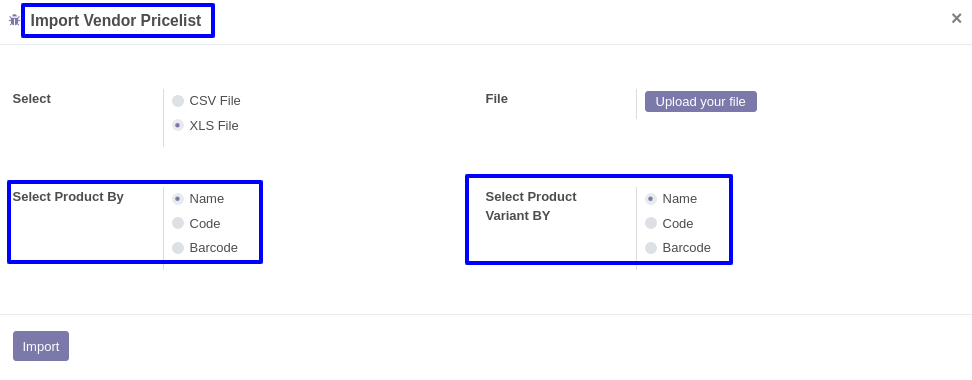 Import Vendor Pricelist
×
Select
CSV File
XLS File
File
Upload your file
Select Product By
Name
Code
Barcode
Select Product
Variant BY
Name
Code
Barcode
Import